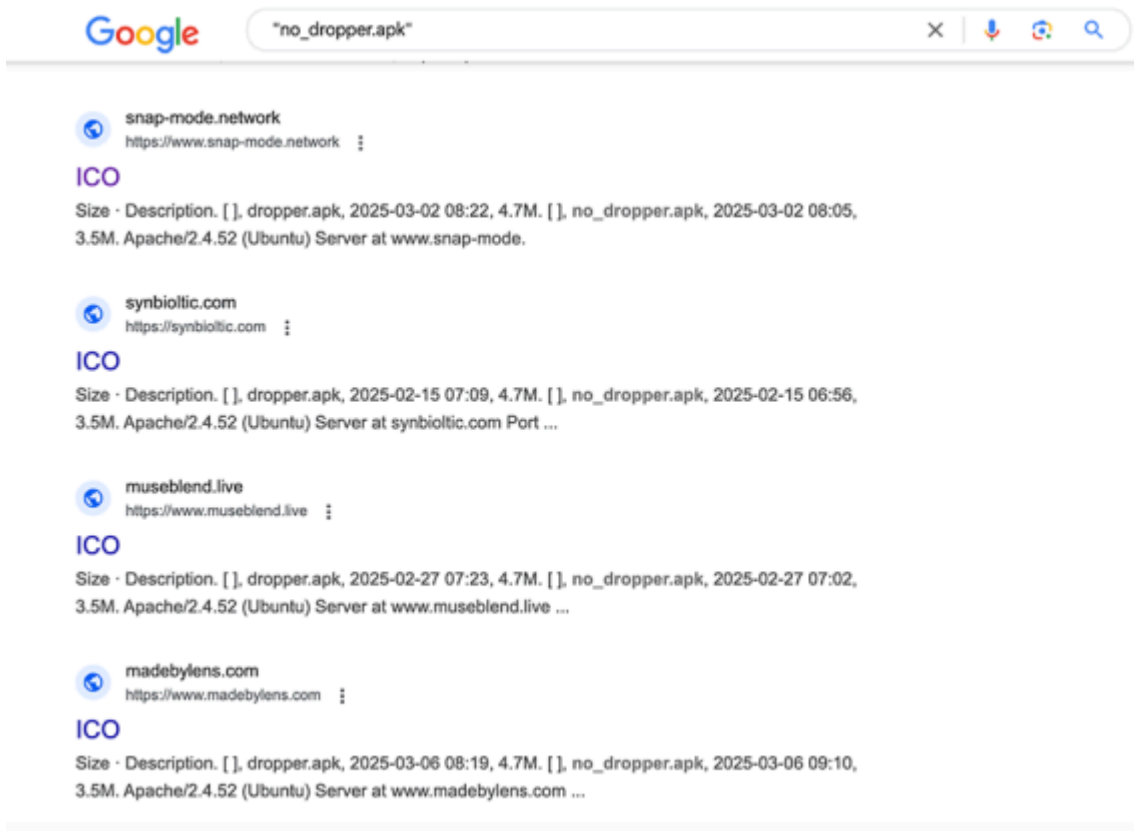 Google "no_dropper.apk"
snap-mode.network
https://www.snap-mode.network
ICO
Size · Description. [ ], dropper.apk, 2025-03-02 08:22, 4.7M. [ ], no_dropper.apk, 2025-03-02 08:05,
3.5M. Apache/2.4.52 (Ubuntu) Server at www.snap-mode.
synbioltic.com
https://synbioltic.com
ICO
Size · Description. [ ], dropper.apk, 2025-02-15 07:09, 4.7M. [ ], no_dropper.apk, 2025-02-15 06:56,
3.5M. Apache/2.4.52 (Ubuntu) Server at synbioltic.com Port ...
museblend.live
https://www.museblend.live
ICO
Size · Description. [ ], dropper.apk, 2025-02-27 07:23, 4.7M. [ ], no_dropper.apk, 2025-02-27 07:02,
3.5M. Apache/2.4.52 (Ubuntu) Server at www.museblend.live ...
madebylens.com
https://www.madebylens.com
ICO
Size · Description. [ ], dropper.apk, 2025-03-06 08:19, 4.7M. [ ], no_dropper.apk, 2025-03-06 09:10,
3.5M. Apache/2.4.52 (Ubuntu) Server at www.madebylens.com ...